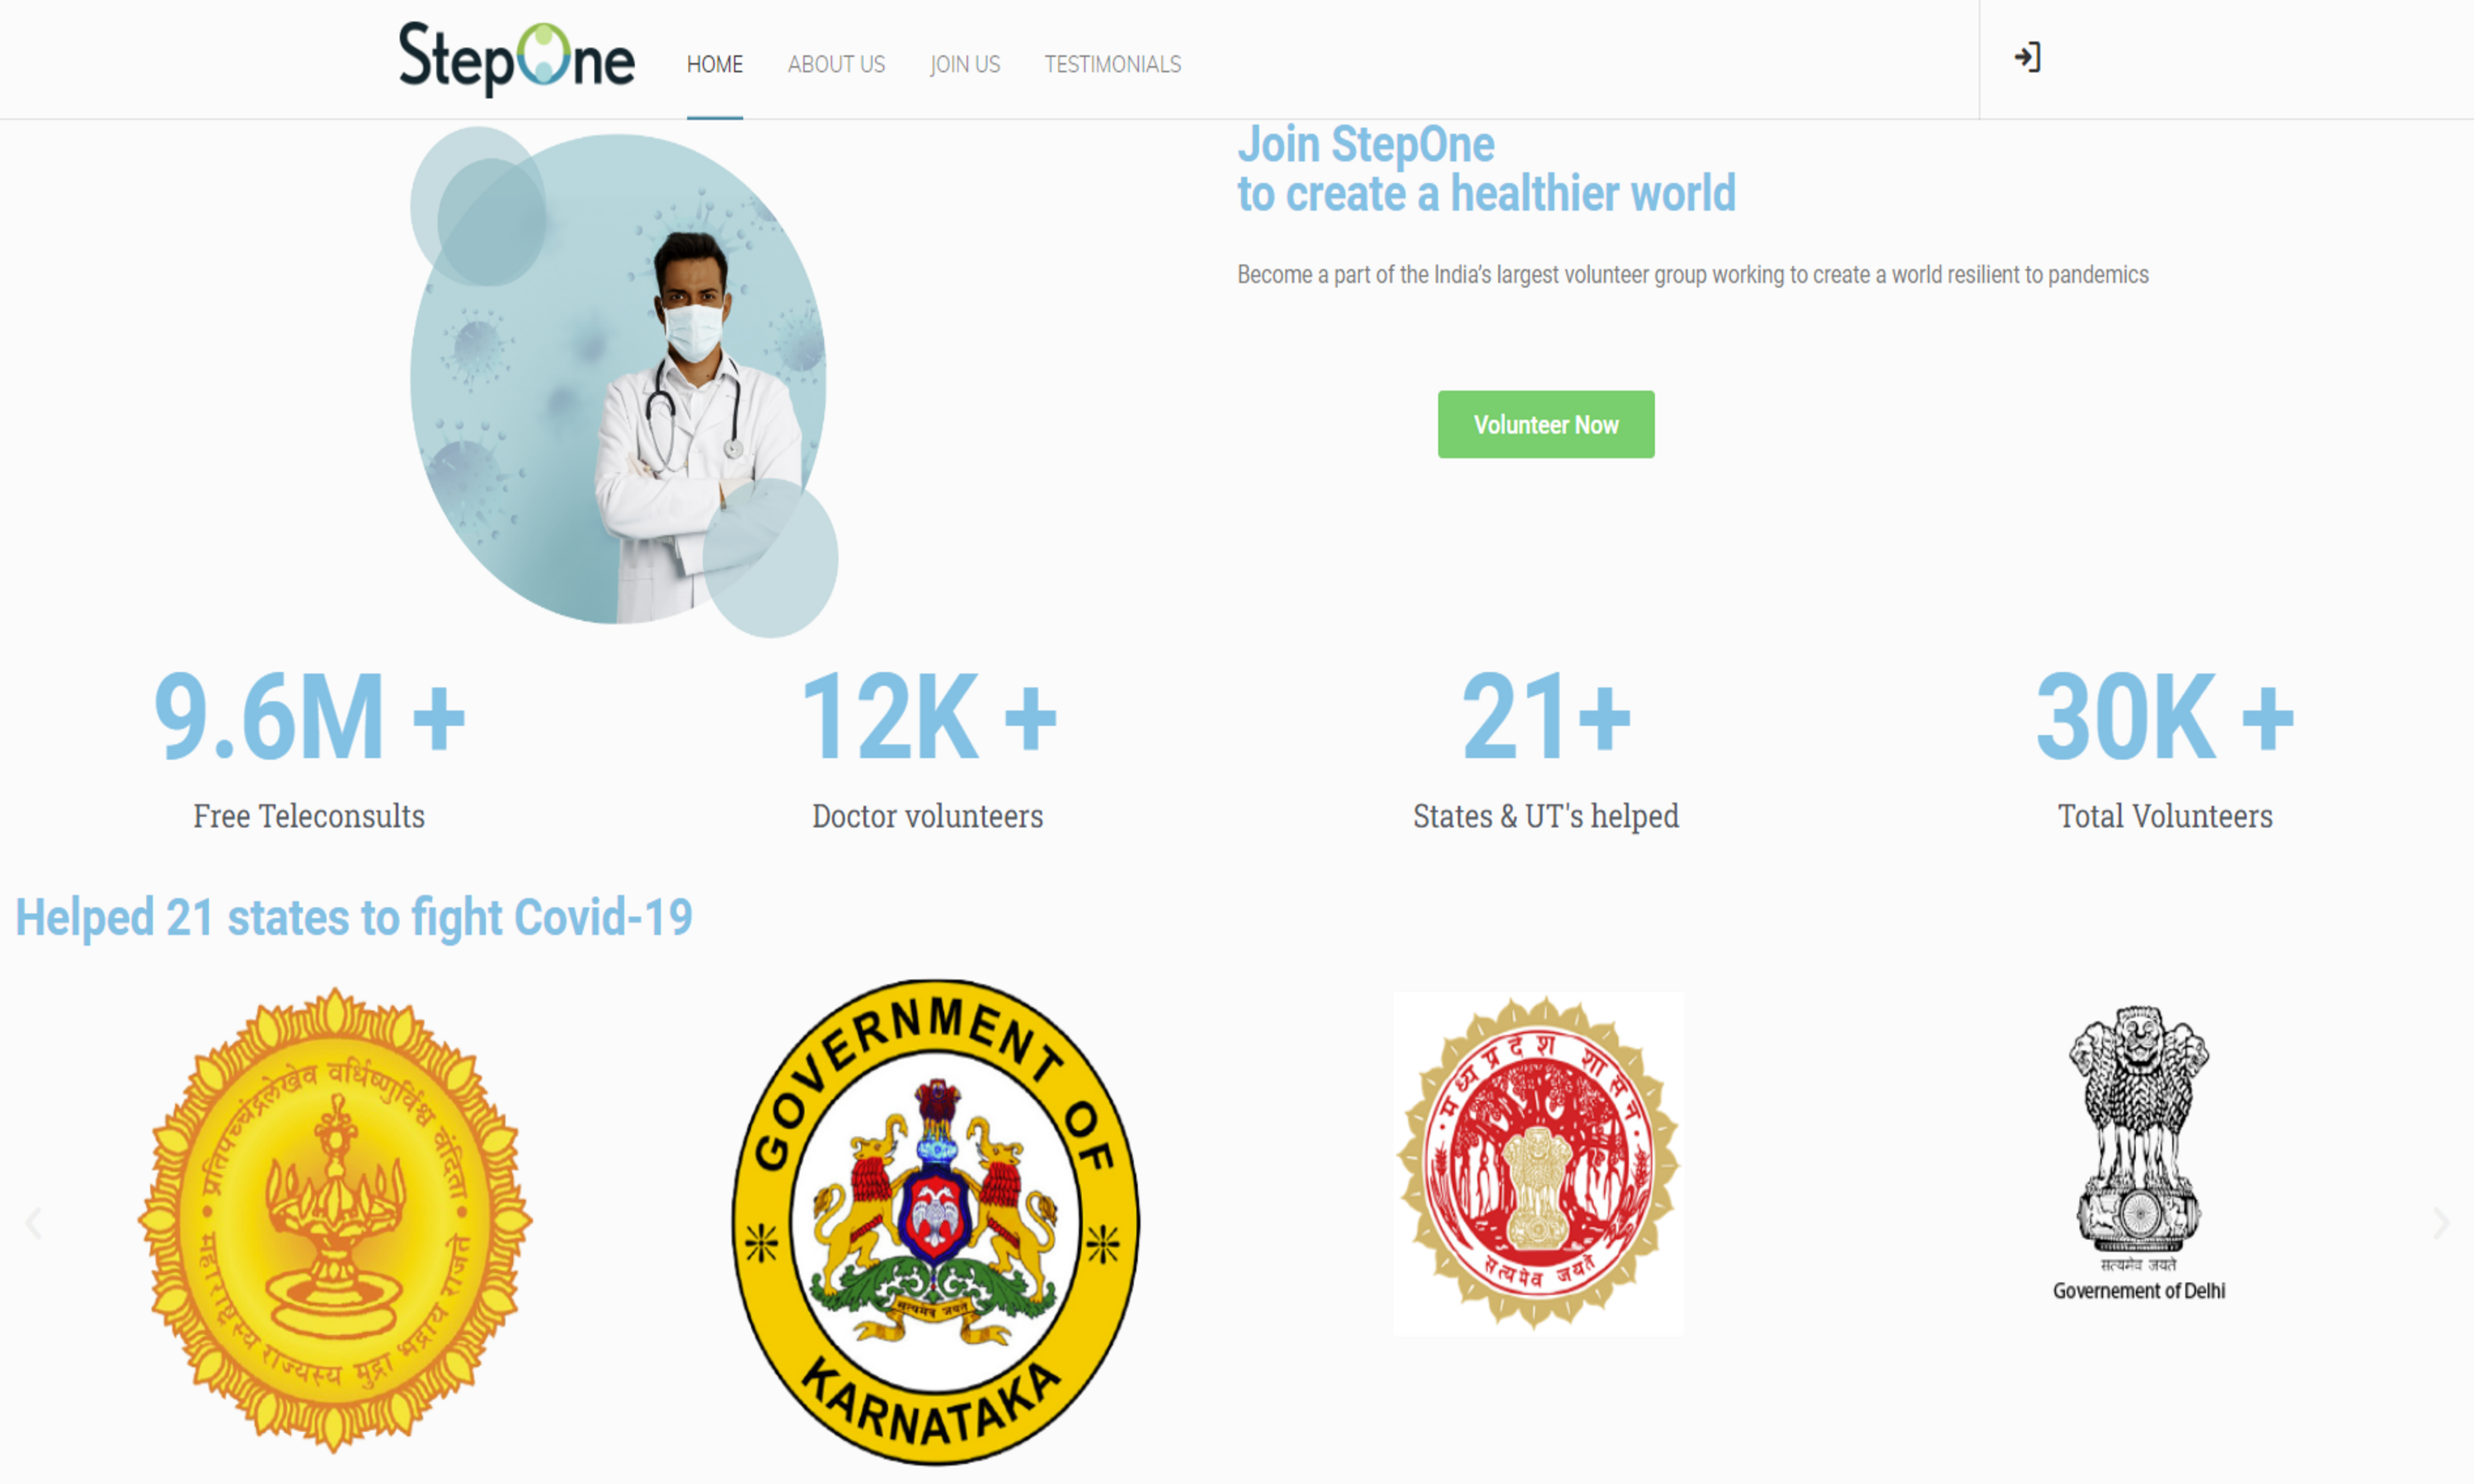 StepOne
HOME ABOUT US JOIN US TESTIMONIALS
Join StepOne
to create a healthier world
Become a part of the India's largest volunteer group working to create a world resilient to pandemics
Volunteer Now
9.6M + 12K + 21+ 30K +
Free Teleconsults Doctor volunteers States & UT's helped Total Volunteers
Helped 21 states to fight Covid-19
प्रतिपच्चंद्रलेखेव वर्धिष्णुर्विश्व वंदिता
महाराष्ट्रस्य राज्यस्य मुद्रा भद्राय राजते
GOVERNMENT OF
KARNATAKA
सत्यमेव जयते
मध्य प्रदेश शासन
सत्यमेव जयते
सत्यमेव जयते
Governement of Delhi